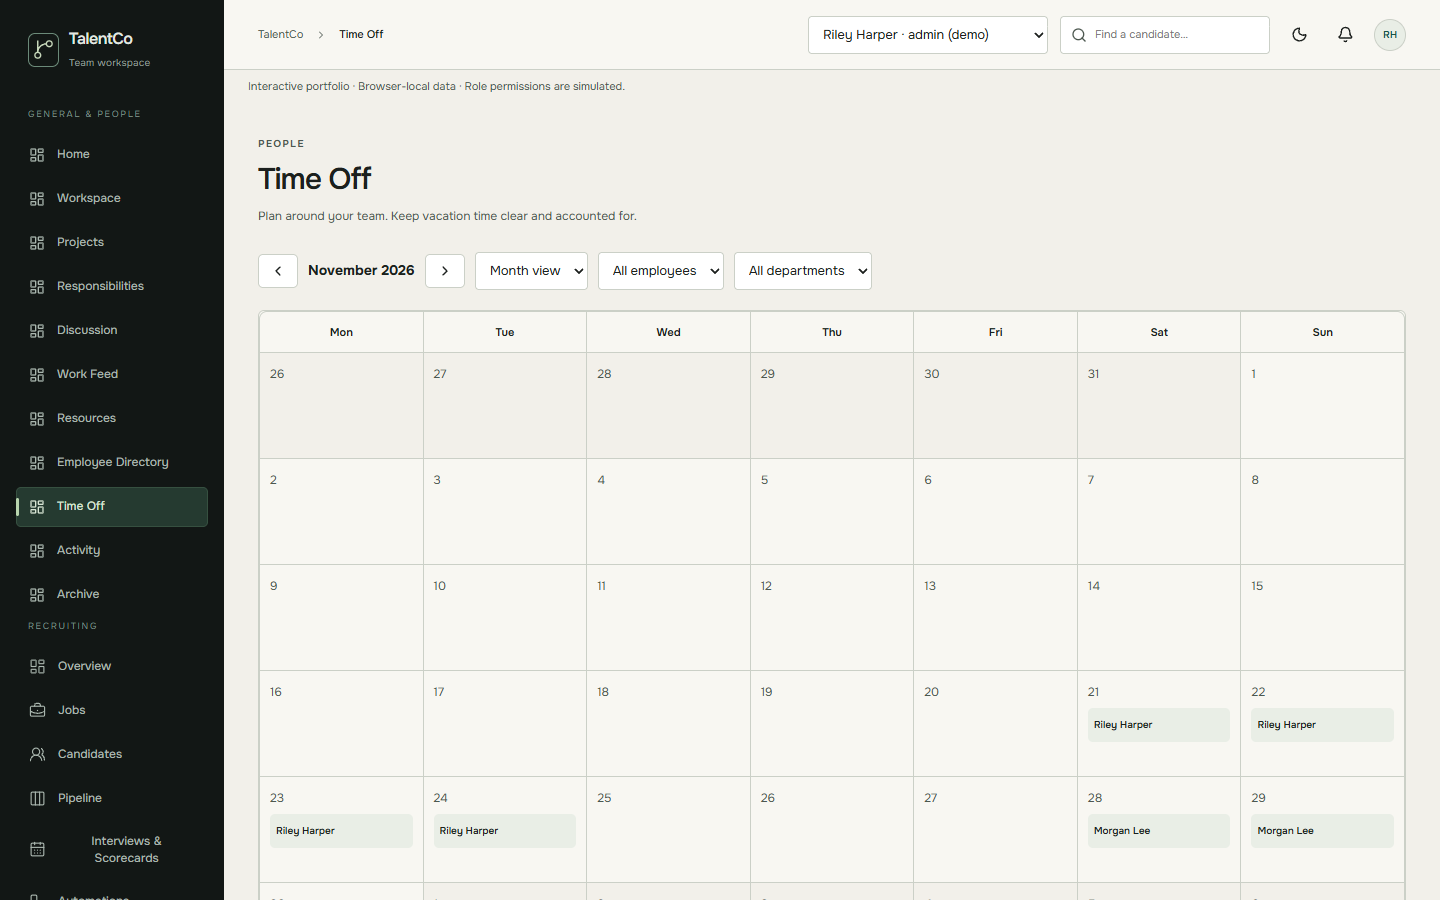 TalentCo
Team workspace
GENERAL & PEOPLE
Home
Workspace
Projects
Responsibilities
Discussion
Work Feed
Resources
Employee Directory
Time Off
Activity
Archive
RECRUITING
Overview
Jobs
Candidates
Pipeline
Interviews &
Scorecards
TalentCo > Time Off
Riley Harper · admin (demo)
Find a candidate...
RH
Interactive portfolio · Browser-local data · Role permissions are simulated.
PEOPLE
Time Off
Plan around your team. Keep vacation time clear and accounted for.
November 2026
Month view
All employees
All departments
Mon Tue Wed Thu Fri Sat Sun
26 27 28 29 30 31 1
2 3 4 5 6 7 8
9 10 11 12 13 14 15
16 17 18 19 20 21 22
Riley Harper Riley Harper
23 24 25 26 27 28 29
Riley Harper Riley Harper Morgan Lee Morgan Lee